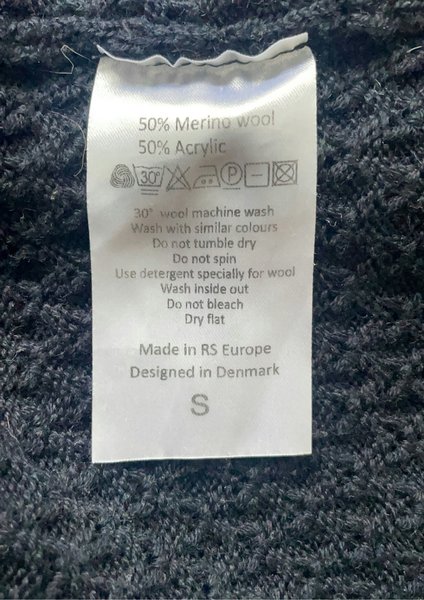 50% Merino wool
50% Acrylic
30° P
30° wool machine wash
Wash with similar colours
Do not tumble dry
Do not spin
Use detergent specially for wool
Wash inside out
Do not bleach
Dry flat
Made in RS Europe
Designed in Denmark
S